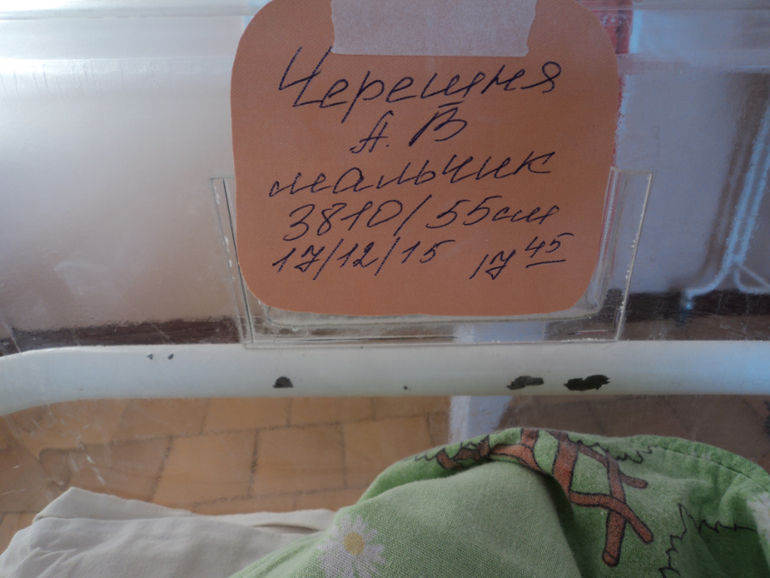 Черешня
А. В
мальчик
3810/55см
17/12/15 17 45